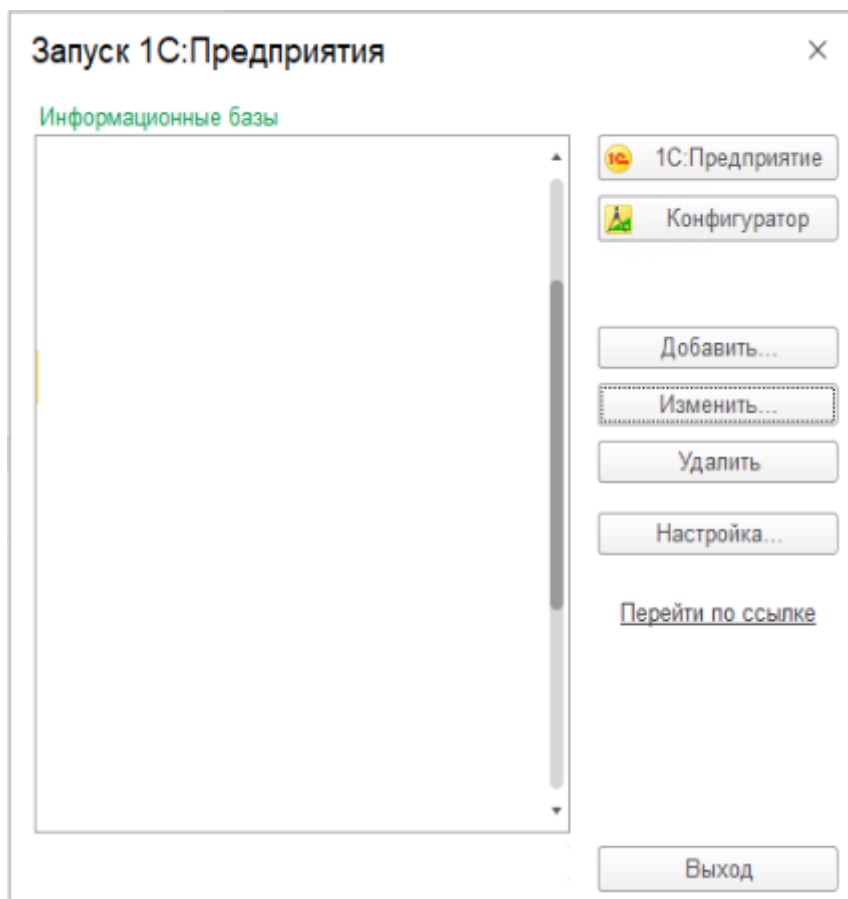 Запуск 1С:Предприятия
Информационные базы
1С:Предприятие
Конфигуратор
Добавить...
Изменить...
Удалить
Настройка...
Перейти по ссылке
Выход